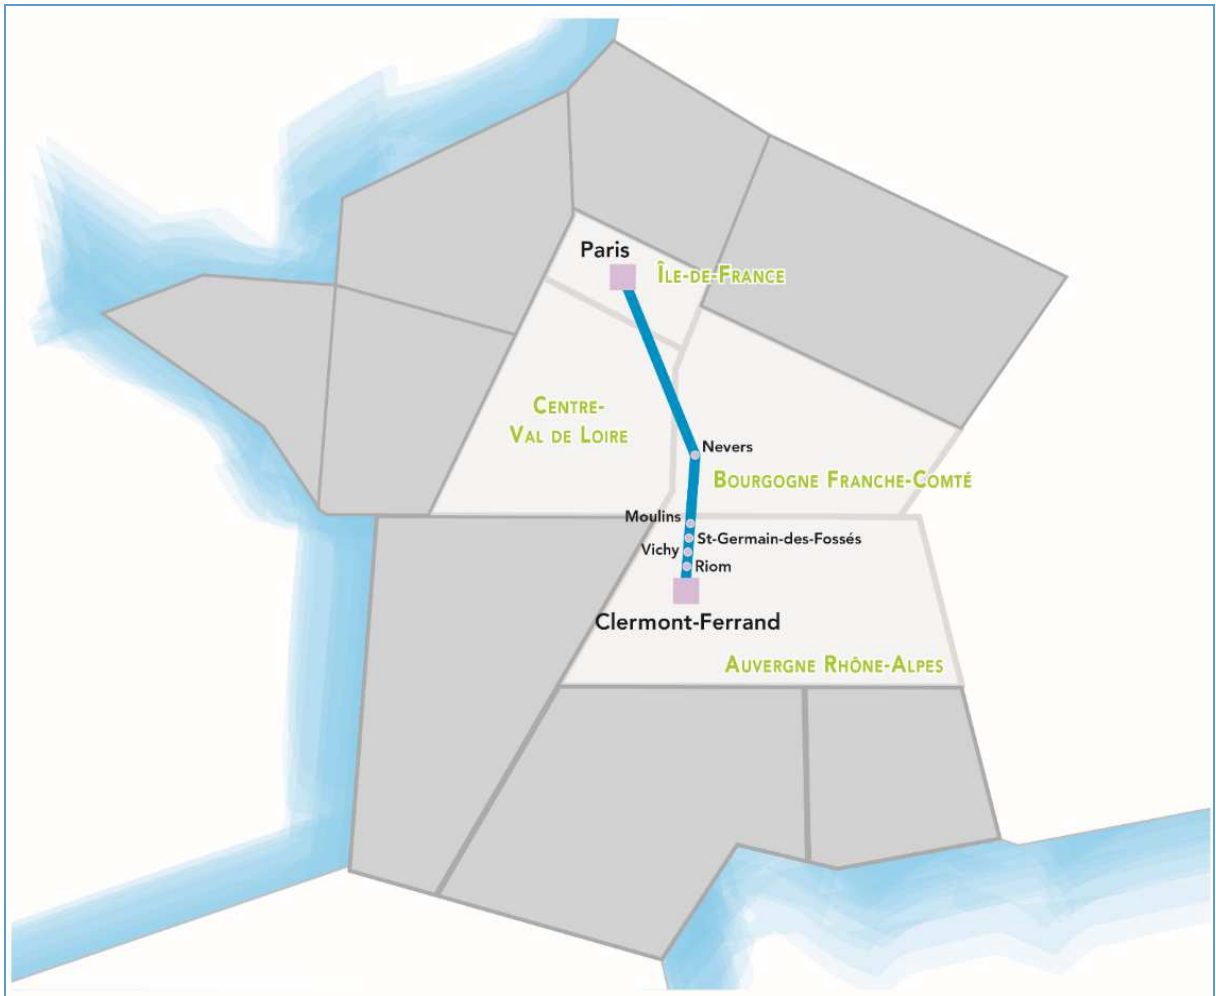 Paris
ÎLE-DE-FRANCE
CENTRE-
VAL DE LOIRE
Nevers
BOURGOGNE FRANCHE-COMTÉ
Moulins
St-Germain-des-Fossés
Vichy
Riom
Clermont-Ferrand
AUVERGNE RHÔNE-ALPES